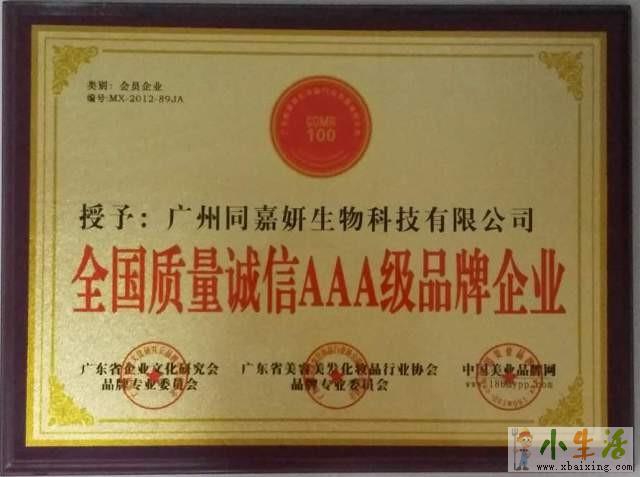 类别：会员企业
编号:MX-2012-89JA
100
授予：广州同嘉妍生物科技有限公司
全国质量诚信AAA级品牌企业
广东省企业文化研究会
品牌专业委员会
广东省美容美发化妆品行业协会
品牌专业委员会
中国美业品牌网
小生活
www.xbaixing.com